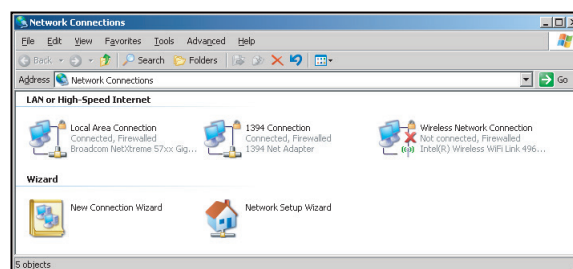 Network Connections
File Edit View Favorites Tools Advanced Help
Back Search Folders
Address Network Connections Go
LAN or High-Speed Internet
Local Area Connection
Connected, Firewalled
Broadcom NetXtreme 57xx Gig...
1394 Connection
Connected, Firewalled
1394 Net Adapter
Wireless Network Connection
Not connected, Firewalled
Intel(R) Wireless WiFi Link 496...
Wizard
New Connection Wizard
Network Setup Wizard
5 objects